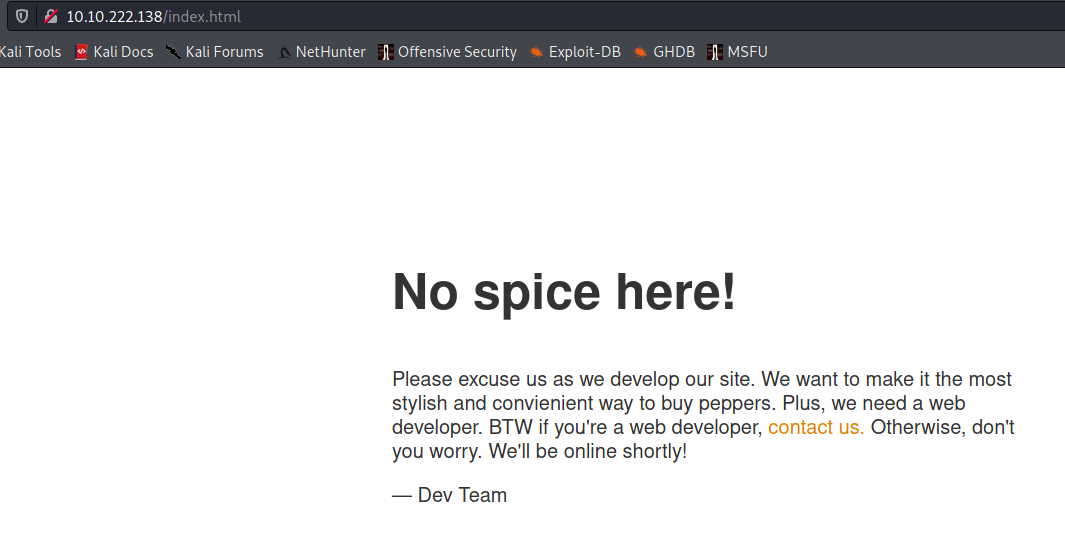 10.10.222.138/index.html
Kali Tools Kali Docs Kali Forums NetHunter Offensive Security Exploit-DB GHDB MSFU
No spice here!
Please excuse us as we develop our site. We want to make it the most
stylish and convienient way to buy peppers. Plus, we need a web
developer. BTW if you're a web developer, contact us. Otherwise, don't
you worry. We'll be online shortly!
— Dev Team